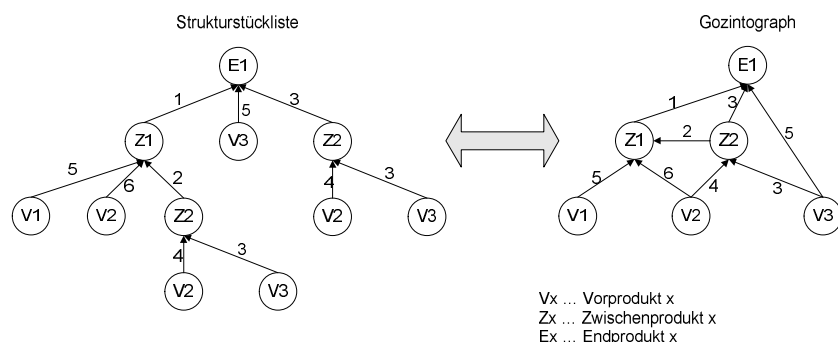 Strukturstückliste
Gozintograph
E1
E1
1
5
3
1
3
Z1
V3
Z2
Z1
2
Z2
5
5
6
2
4
3
5
6
4
3
V1
V2
Z2
V2
V3
V1
V2
V3
4
3
V2
V3
Vx ... Vorprodukt x
Zx ... Zwischenprodukt x
Ex ... Endprodukt x